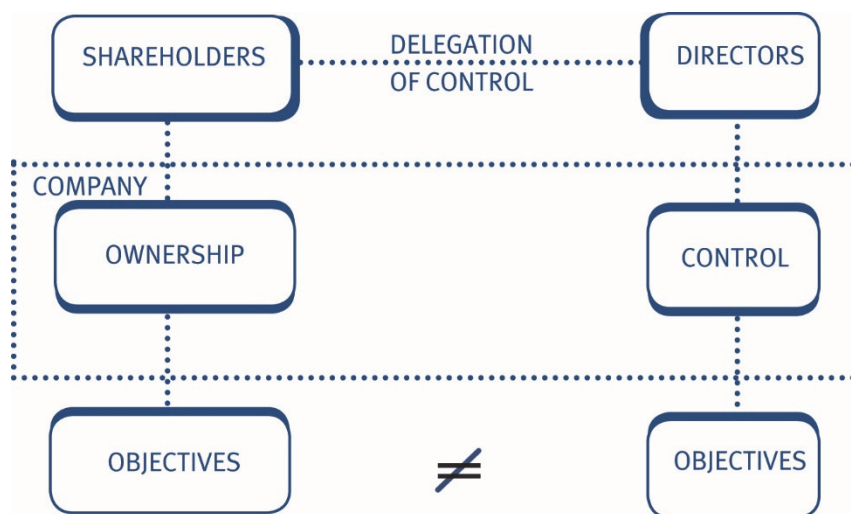 SHAREHOLDERS
DELEGATION
OF CONTROL
DIRECTORS
COMPANY
OWNERSHIP
CONTROL
OBJECTIVES
≠
OBJECTIVES